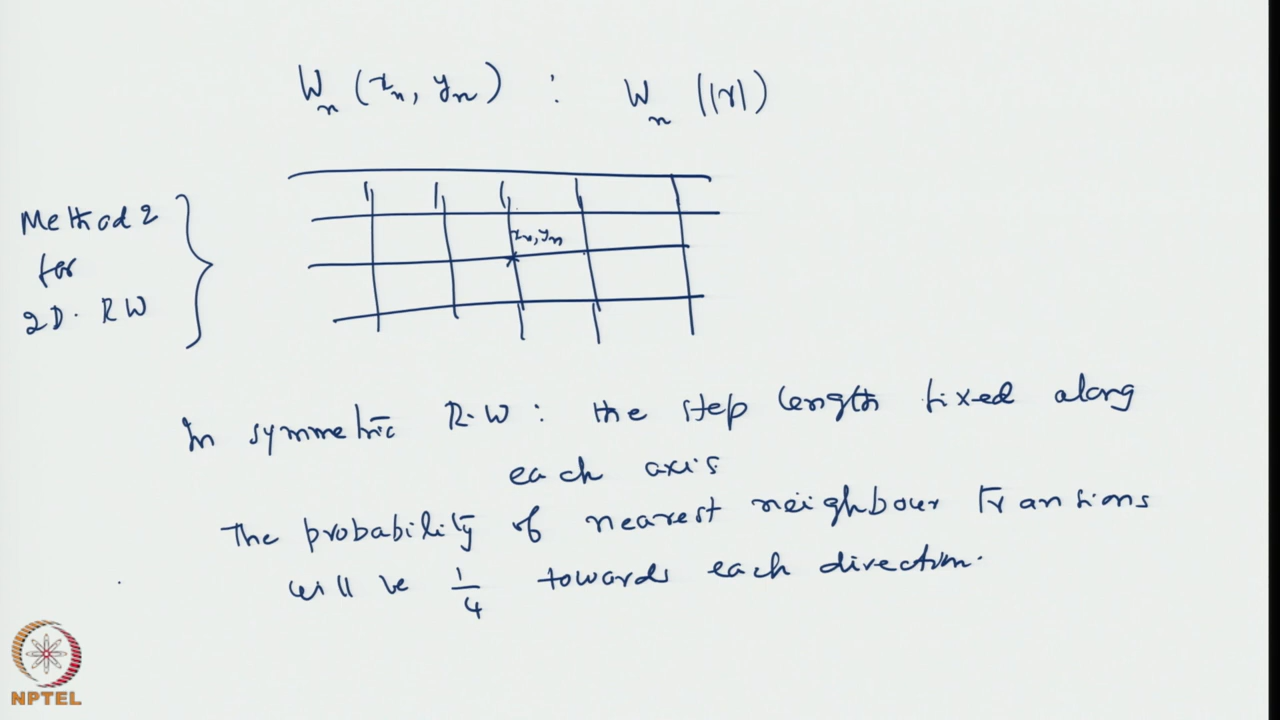 W_n (x_n, y_n) : W_n (|r|)
x_n, y_n
Method 2
for
2D. RW
In symmetric R.W : the step length fixed along
each axis
The probability of nearest neighbour transions
will be 1/4 towards each direction.
NPTEL